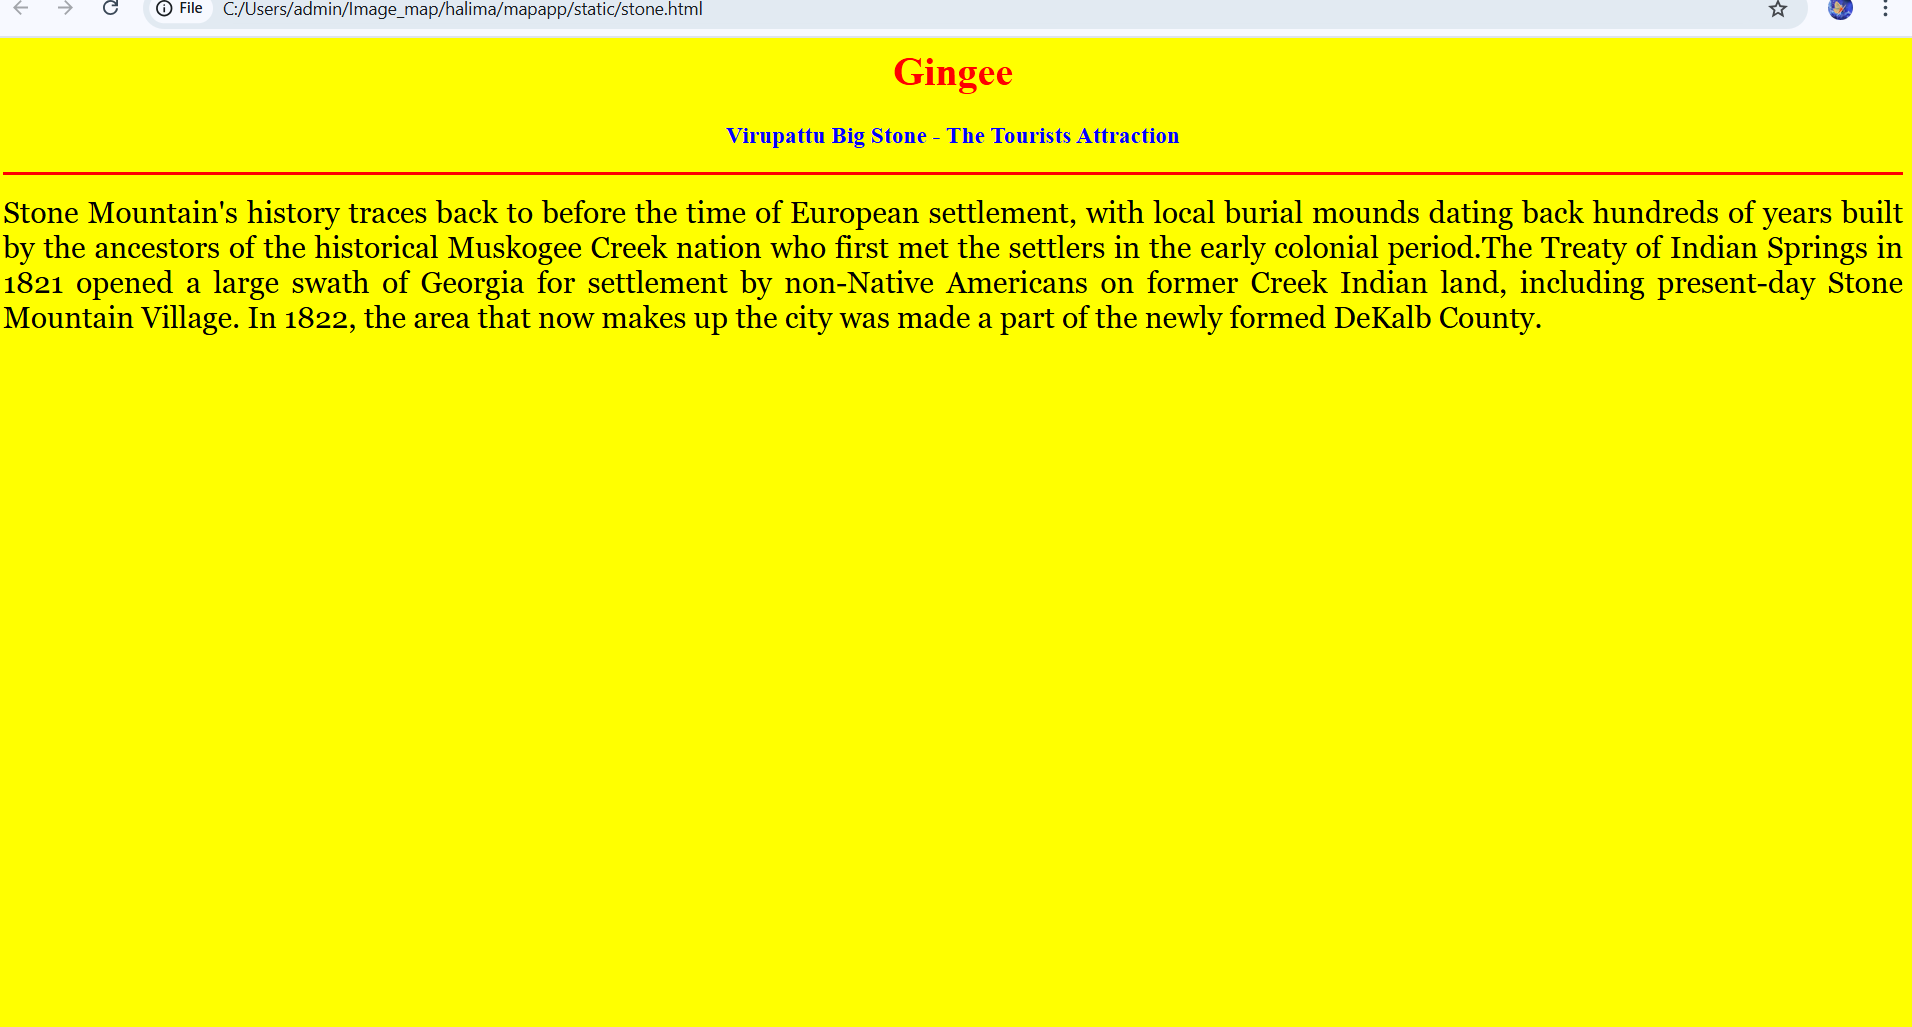 File C:/Users/admin/Image_map/halima/mapapp/static/stone.html
Gingee
Virupattu Big Stone - The Tourists Attraction
Stone Mountain's history traces back to before the time of European settlement, with local burial mounds dating back hundreds of years built
by the ancestors of the historical Muskogee Creek nation who first met the settlers in the early colonial period.The Treaty of Indian Springs in
1821 opened a large swath of Georgia for settlement by non-Native Americans on former Creek Indian land, including present-day Stone
Mountain Village. In 1822, the area that now makes up the city was made a part of the newly formed DeKalb County.